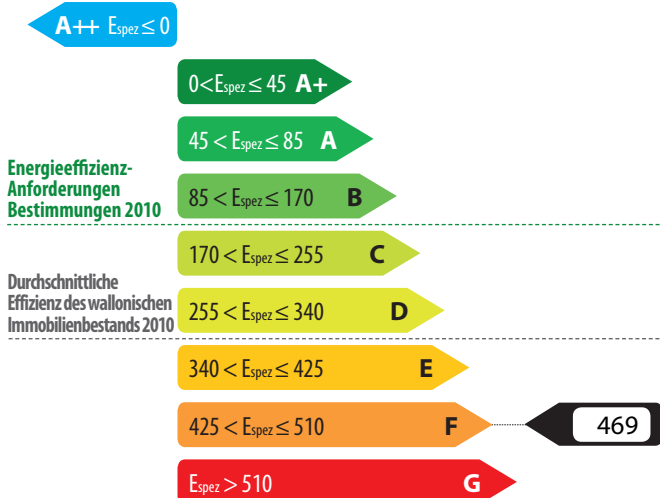 A++ Espez ≤ 0
0<Espez ≤ 45 A+
45 < Espez ≤ 85 A
Energieeffizienz-
Anforderungen
Bestimmungen 2010
85 < Espez ≤ 170 B
170 < Espez ≤ 255 C
Durchschnittliche
Effizienz des wallonischen
Immobilienbestands 2010
255 < Espez ≤ 340 D
340 < Espez ≤ 425 E
425 < Espez ≤ 510 F 469
Espez > 510 G